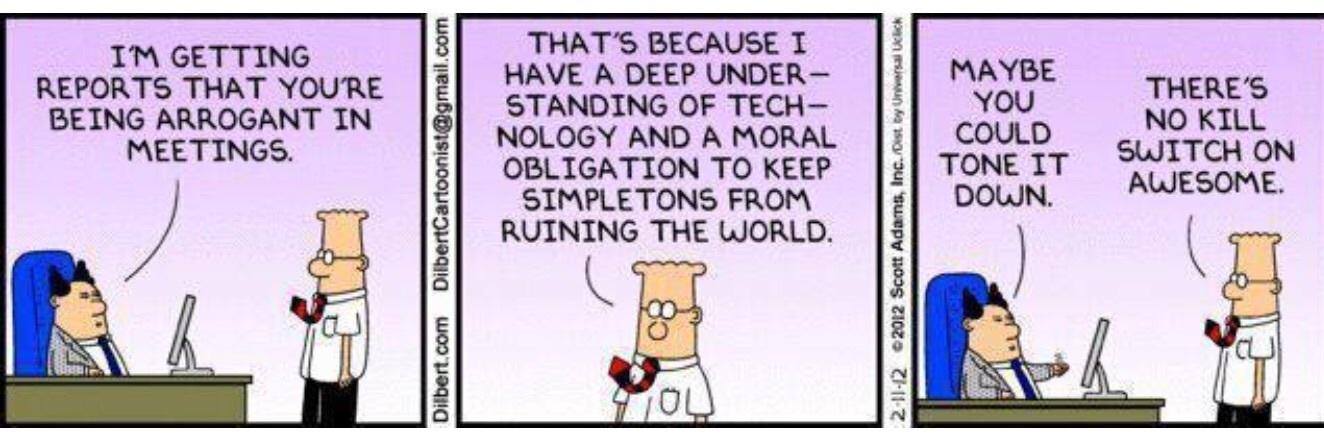 I'M GETTING
REPORTS THAT YOU'RE
BEING ARROGANT IN
MEETINGS.
Dilbert.com DilbertCartoonist@gmail.com
THAT'S BECAUSE I
HAVE A DEEP UNDER–
STANDING OF TECH–
NOLOGY AND A MORAL
OBLIGATION TO KEEP
SIMPLETONS FROM
RUINING THE WORLD.
2-11-12 ©2012 Scott Adams, Inc. /Dist. by Universal Uclick
MAYBE
YOU
COULD
TONE IT
DOWN.
THERE'S
NO KILL
SWITCH ON
AWESOME.